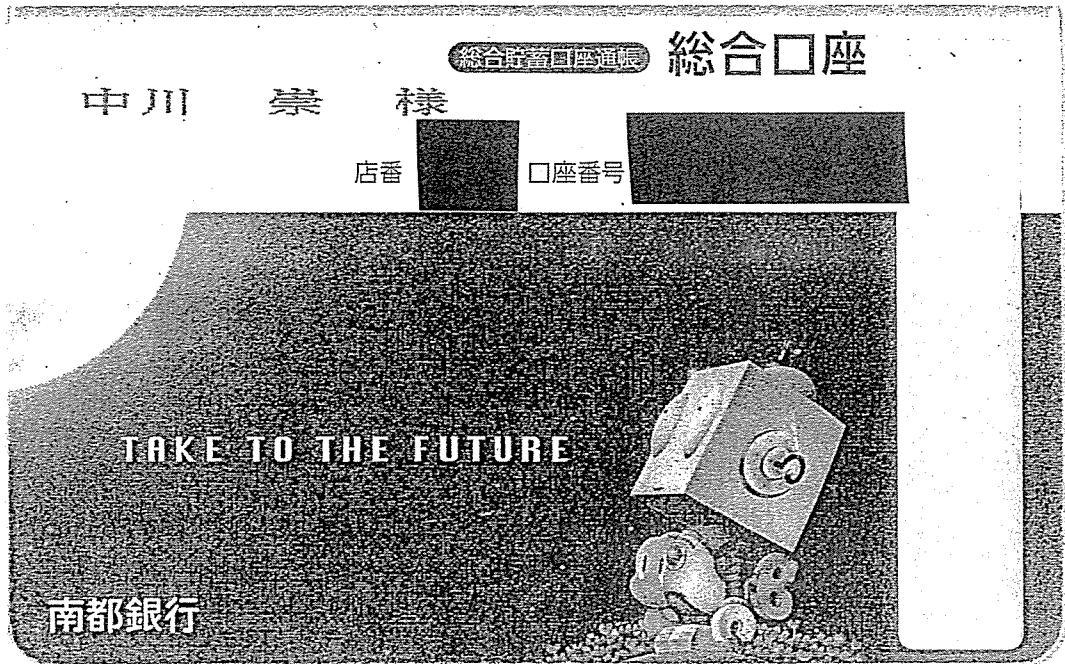 総合貯蓄口座通帳 総合口座
中川 崇 様
店番 口座番号
TAKE TO THE FUTURE
南都銀行